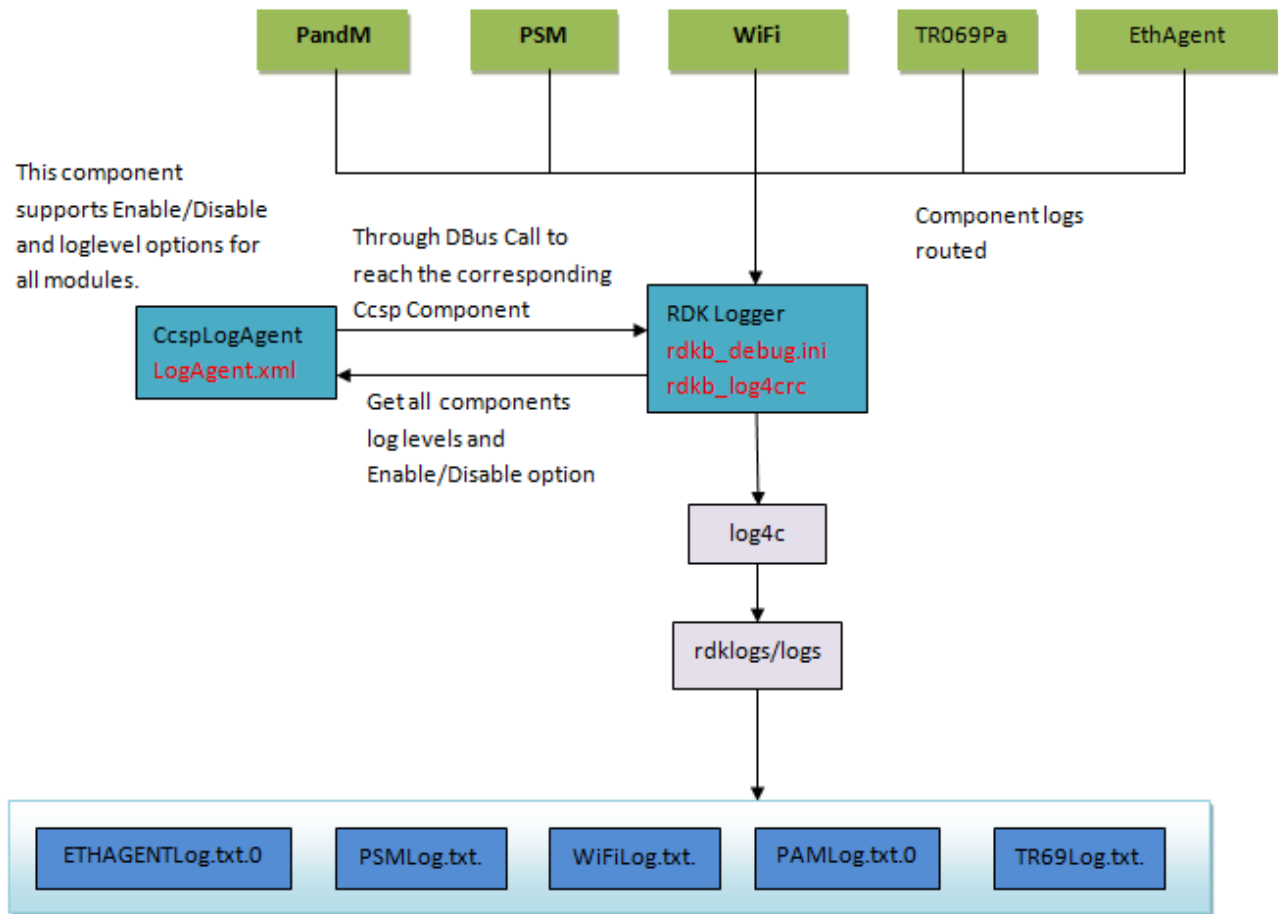 PandM
PSM
WiFi
TR069Pa
EthAgent
This component
supports Enable/Disable
and loglevel options for
all modules.
Component logs
routed
Through DBus Call to
reach the corresponding
Ccsp Component
CcspLogAgent
LogAgent.xml
RDK Logger
rdkb_debug.ini
rdkb_log4crc
Get all components
log levels and
Enable/Disable option
log4c
rdklogs/logs
ETHAGENTLog.txt.0
PSMLog.txt.
WiFiLog.txt.
PAMLog.txt.0
TR69Log.txt.